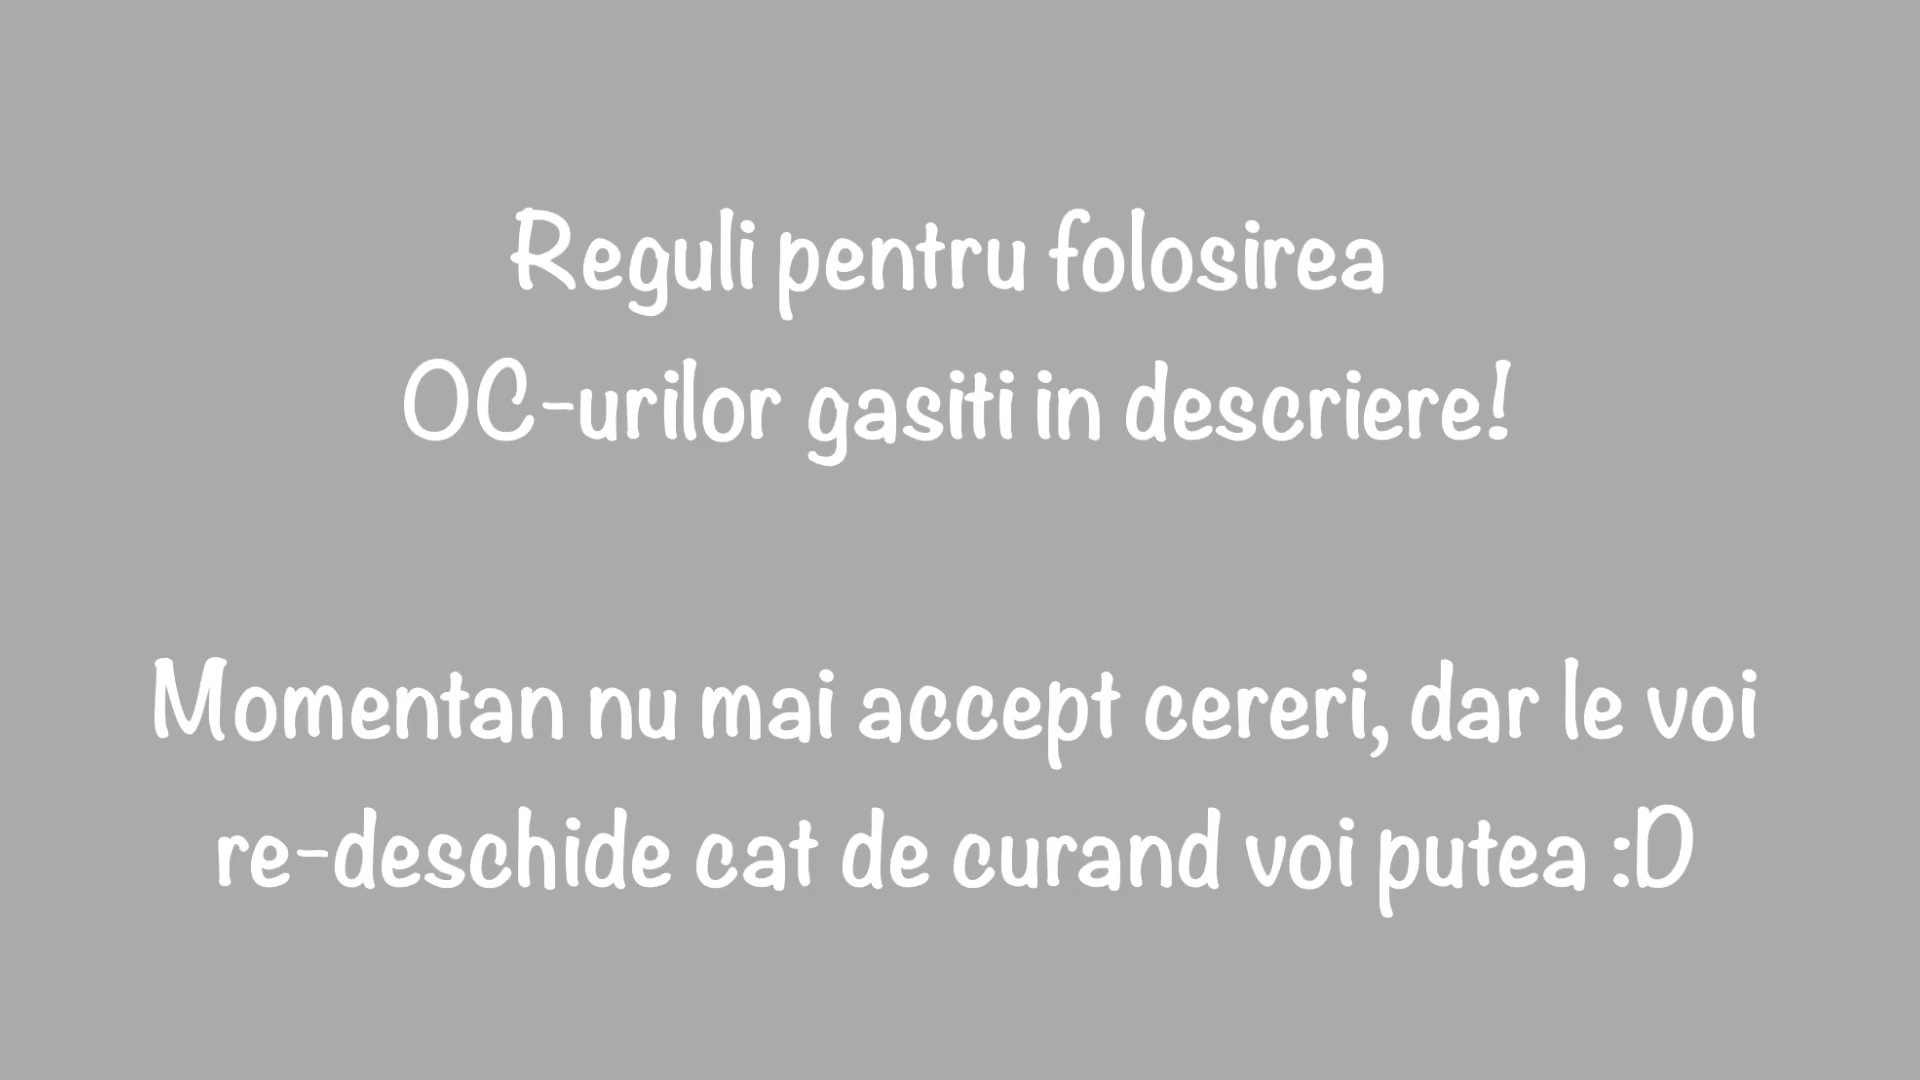 Reguli pentru folosirea
OC-urilor gasiti in descriere!
Momentan nu mai accept cereri, dar le voi
re-deschide cat de curand voi putea :D